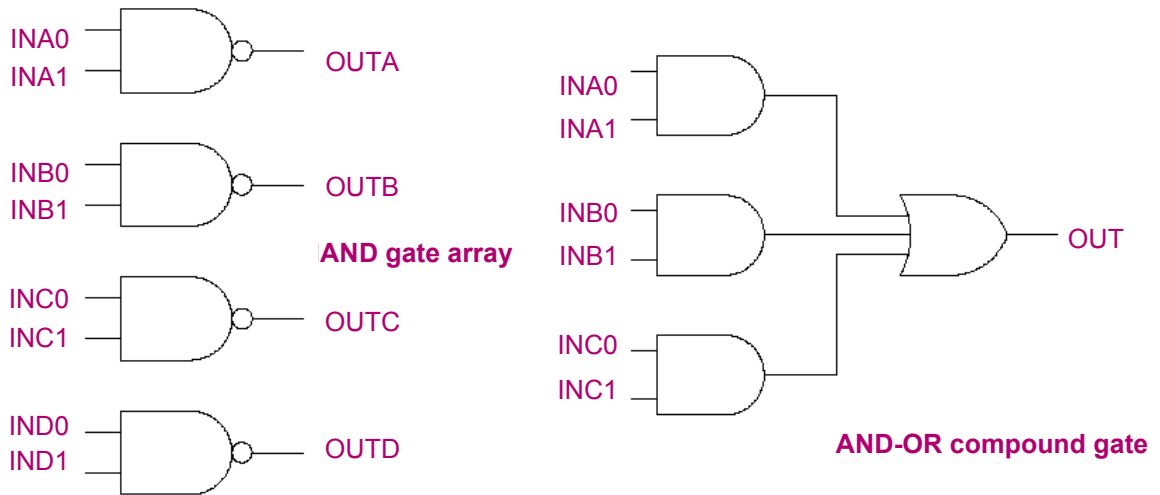 INA0
INA1
OUTA
INB0
INB1
OUTB
AND gate array
INC0
INC1
OUTC
IND0
IND1
OUTD
INA0
INA1
INB0
INB1
OUT
INC0
INC1
AND-OR compound gate